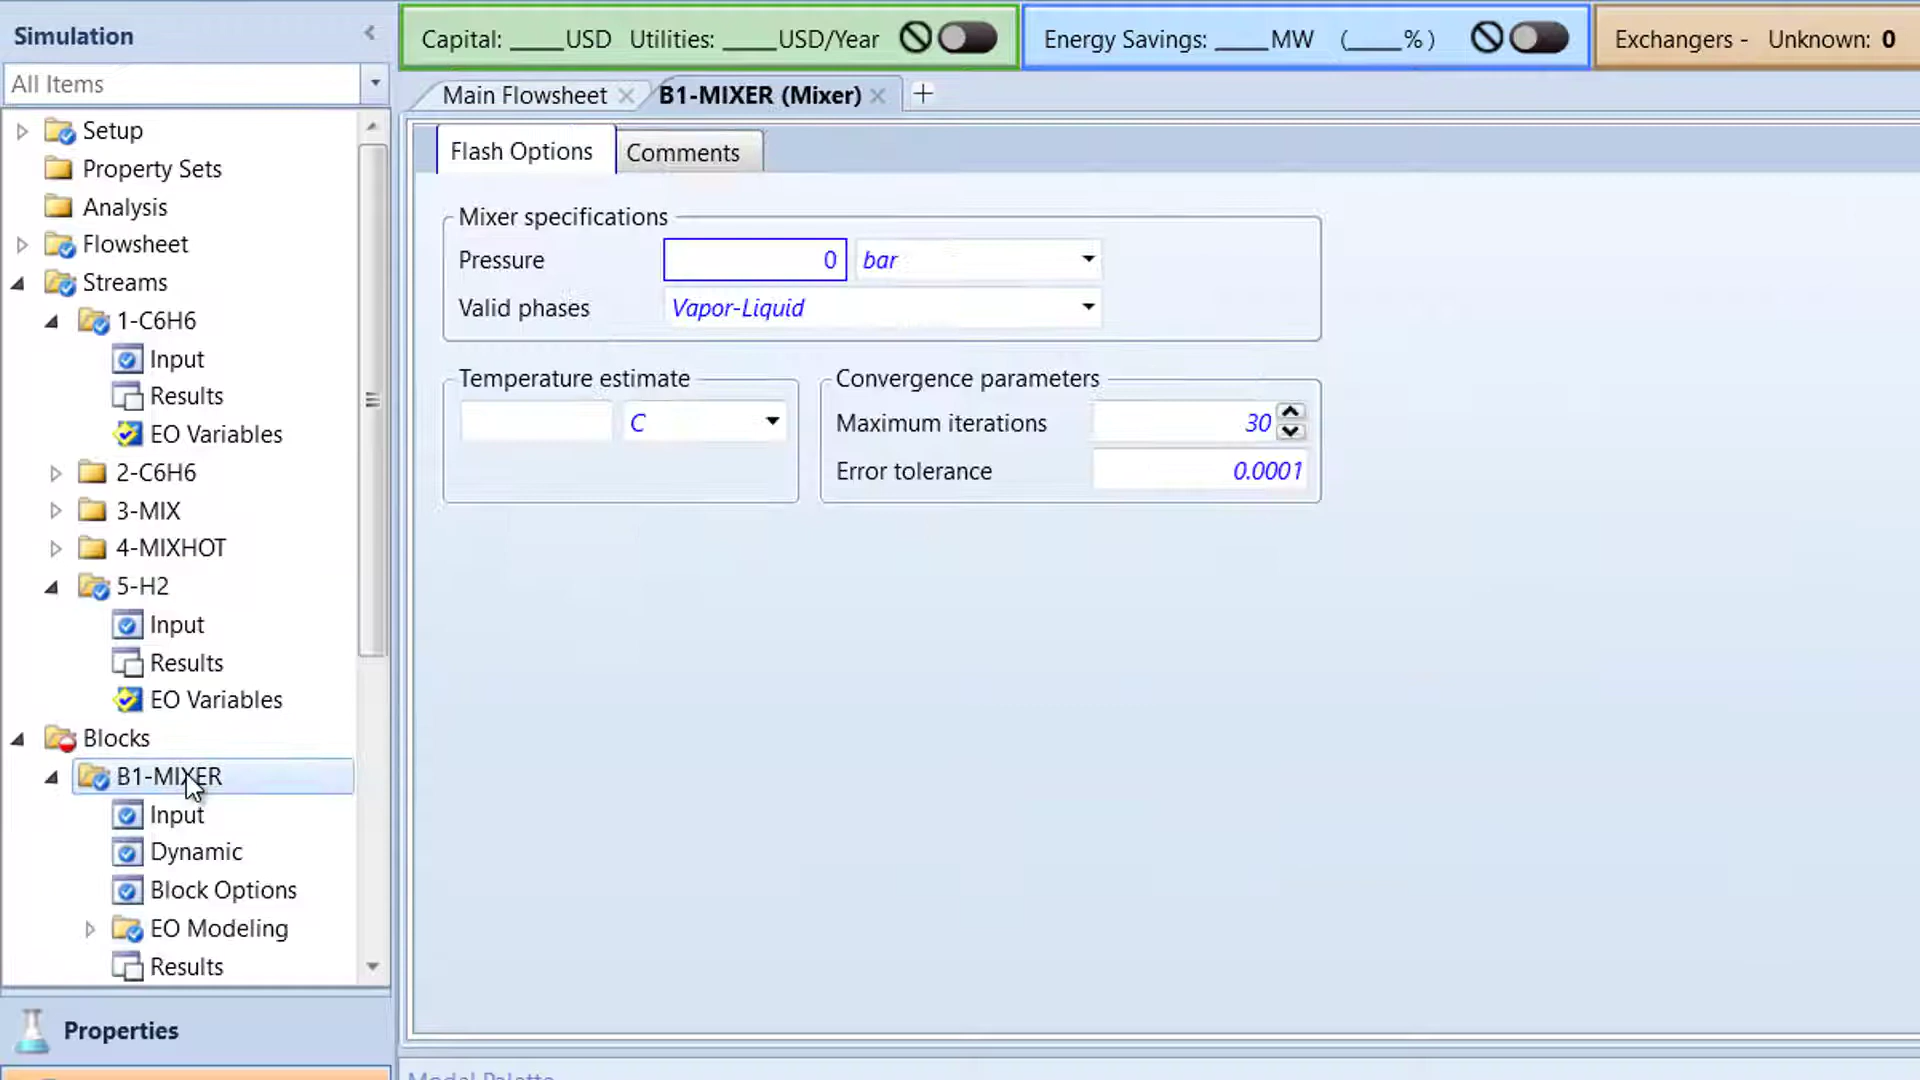 Simulation
All Items
Setup
Property Sets
Analysis
Flowsheet
Streams
1-C6H6
Input
Results
EO Variables
2-C6H6
3-MIX
4-MIXHOT
5-H2
Input
Results
EO Variables
Blocks
B1-MIXER
Input
Dynamic
Block Options
EO Modeling
Results
Properties
Capital: ____USD Utilities: ____USD/Year
Energy Savings: ____MW (____%)
Exchangers - Unknown: 0
Main Flowsheet
B1-MIXER (Mixer)
Flash Options
Comments
Mixer specifications
Pressure 0 bar
Valid phases Vapor-Liquid
Temperature estimate
C
Convergence parameters
Maximum iterations 30
Error tolerance 0.0001
Model Palette